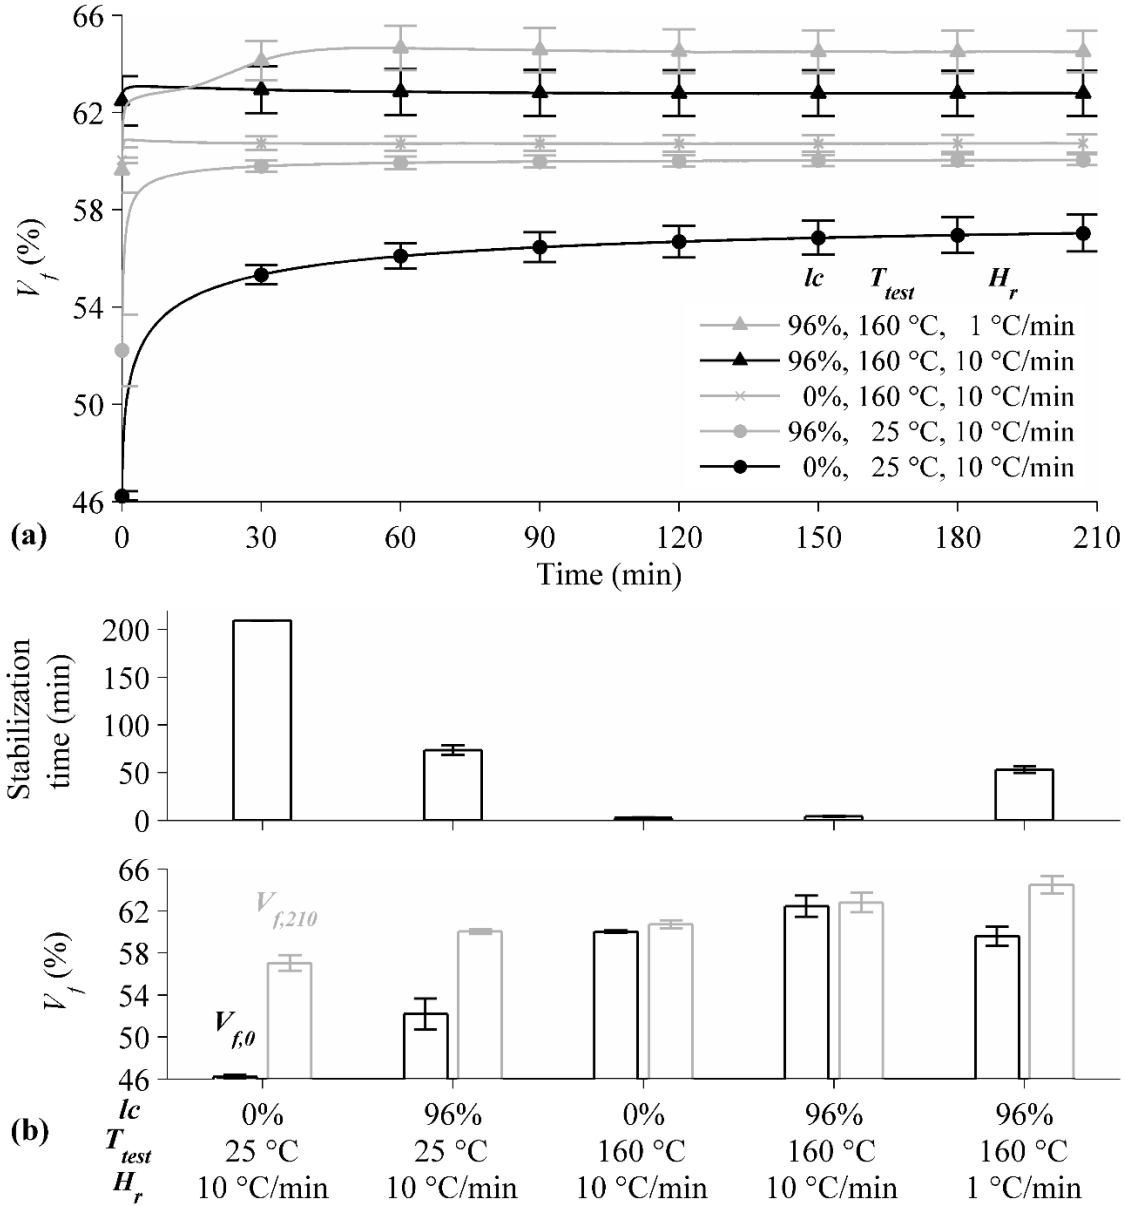 66
62
58
54
50
46
V_f (%)
lc T_test H_r
96%, 160 °C, 1 °C/min
96%, 160 °C, 10 °C/min
0%, 160 °C, 10 °C/min
96%, 25 °C, 10 °C/min
0%, 25 °C, 10 °C/min
(a)
0 30 60 90 120 150 180 210
Time (min)
Stabilization
time (min)
200
150
100
50
0
V_f (%)
66
62
58
54
50
46
V_f,210
V_f,0
(b)
lc 0% 96% 0% 96% 96%
T_test 25 °C 25 °C 160 °C 160 °C 160 °C
H_r 10 °C/min 10 °C/min 10 °C/min 10 °C/min 1 °C/min